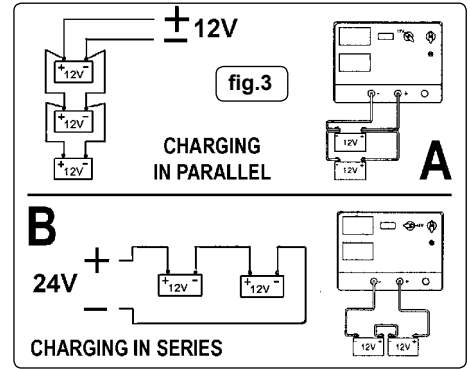 ± 12V
+ 12V -
+ 12V -
+ 12V -
fig.3
CHARGING
IN PARALLEL
- +
12V
12V
A
B
+
24V
-
+ 12V -
+ 12V -
CHARGING IN SERIES
- +
12V
12V